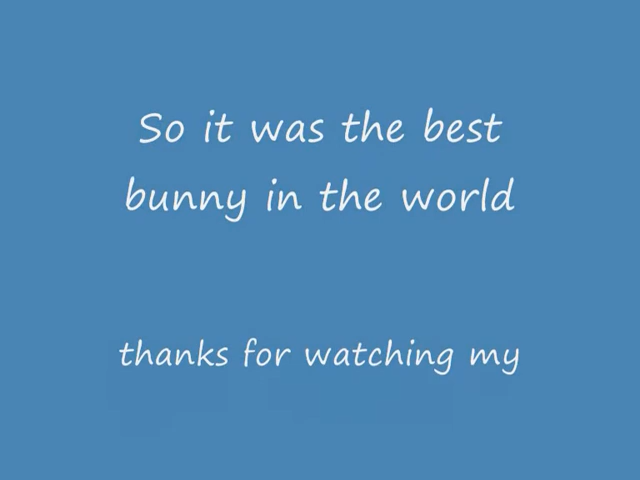 So it was the best
bunny in the world
thanks for watching my